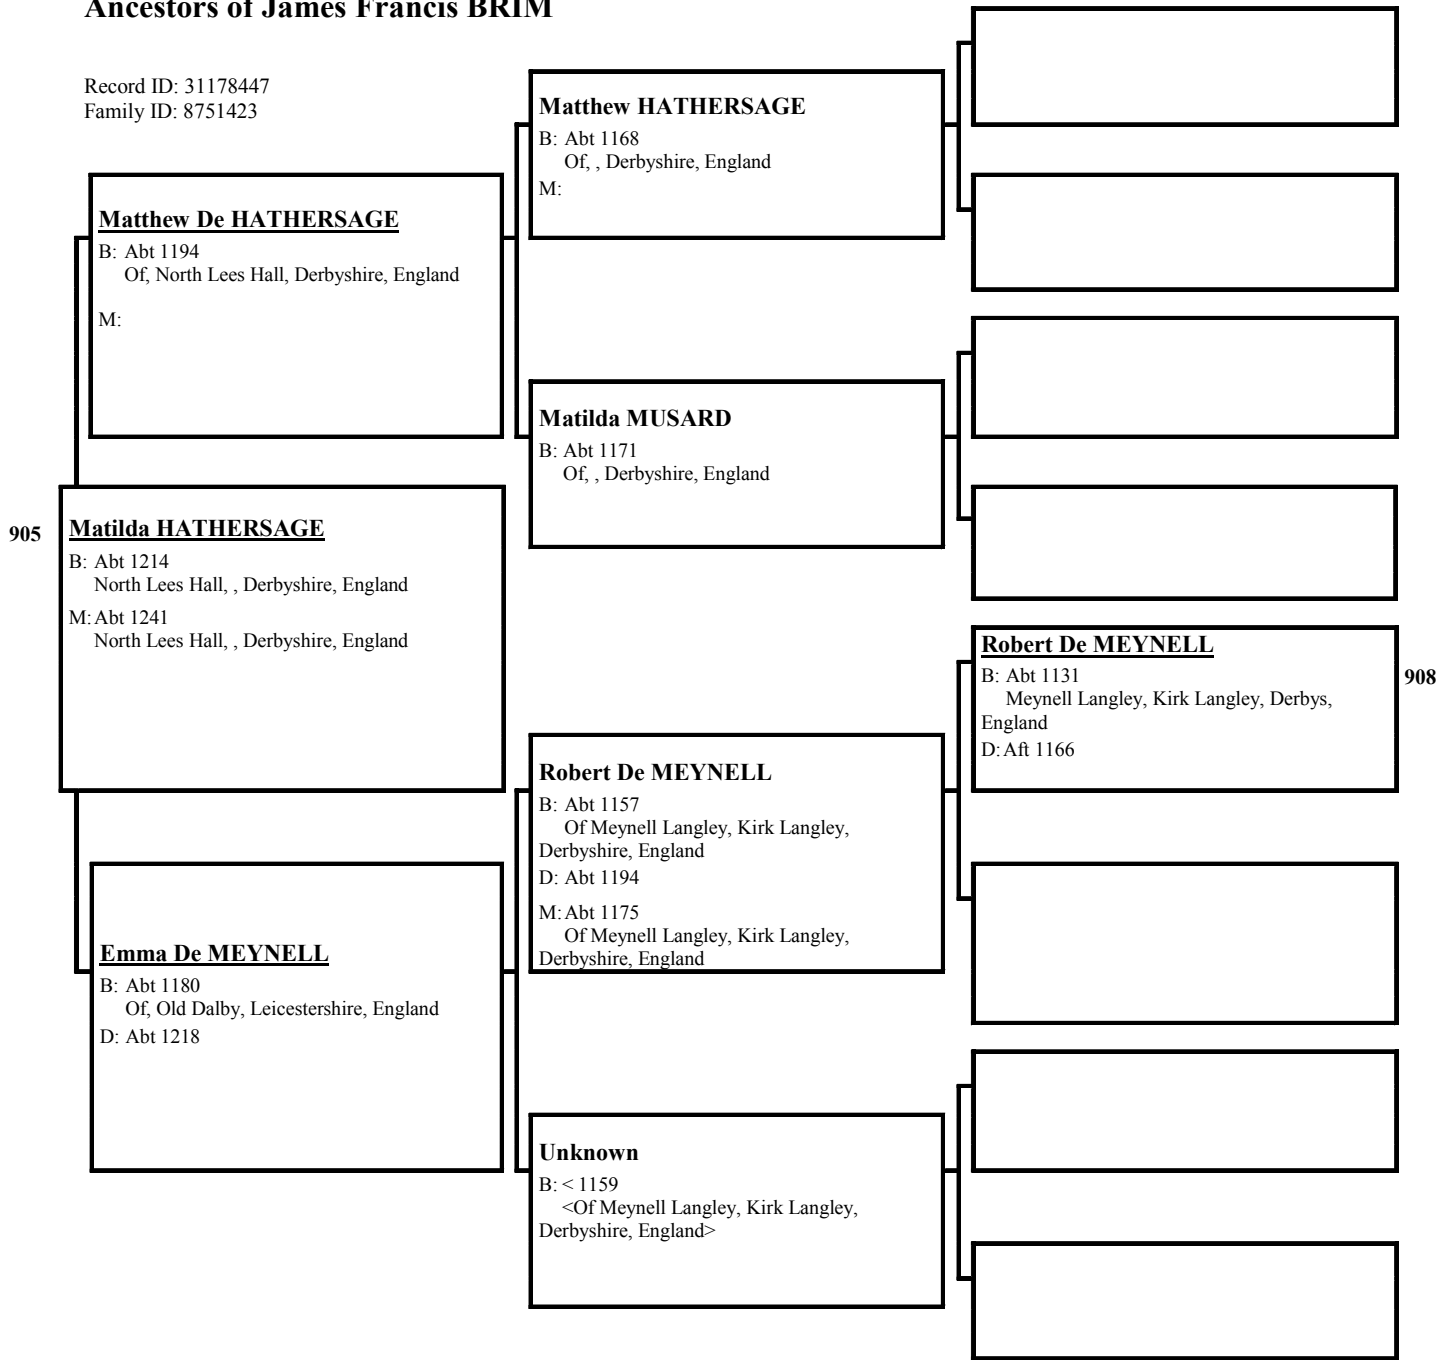 Ancestors of James Francis BRIM
Record ID: 31178447
Family ID: 8751423
Matthew HATHERSAGE
B: Abt 1168
Of, , Derbyshire, England
M:
Matthew De HATHERSAGE
B: Abt 1194
Of, North Lees Hall, Derbyshire, England
M:
Matilda MUSARD
B: Abt 1171
Of, , Derbyshire, England
905
Matilda HATHERSAGE
B: Abt 1214
North Lees Hall, , Derbyshire, England
M: Abt 1241
North Lees Hall, , Derbyshire, England
Robert De MEYNELL
B: Abt 1131
Meynell Langley, Kirk Langley, Derbys,
England
D: Aft 1166
908
Robert De MEYNELL
B: Abt 1157
Of Meynell Langley, Kirk Langley,
Derbyshire, England
D: Abt 1194
M: Abt 1175
Of Meynell Langley, Kirk Langley,
Derbyshire, England
Emma De MEYNELL
B: Abt 1180
Of, Old Dalby, Leicestershire, England
D: Abt 1218
Unknown
B: < 1159
<Of Meynell Langley, Kirk Langley,
Derbyshire, England>